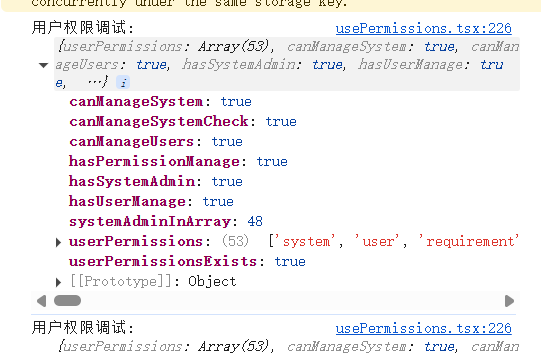 concurrently under the same storage key.
用户权限调试: usePermissions.tsx:226
{userPermissions: Array(53), canManageSystem: true, canMan
ageUsers: true, hasSystemAdmin: true, hasUserManage: tru
e, …} i
canManageSystem: true
canManageSystemCheck: true
canManageUsers: true
hasPermissionManage: true
hasSystemAdmin: true
hasUserManage: true
systemAdminInArray: 48
userPermissions: (53) ['system', 'user', 'requirement'
userPermissionsExists: true
[[Prototype]]: Object
用户权限调试: usePermissions.tsx:226
{userPermissions: Array(53), canManageSystem: true, canMan